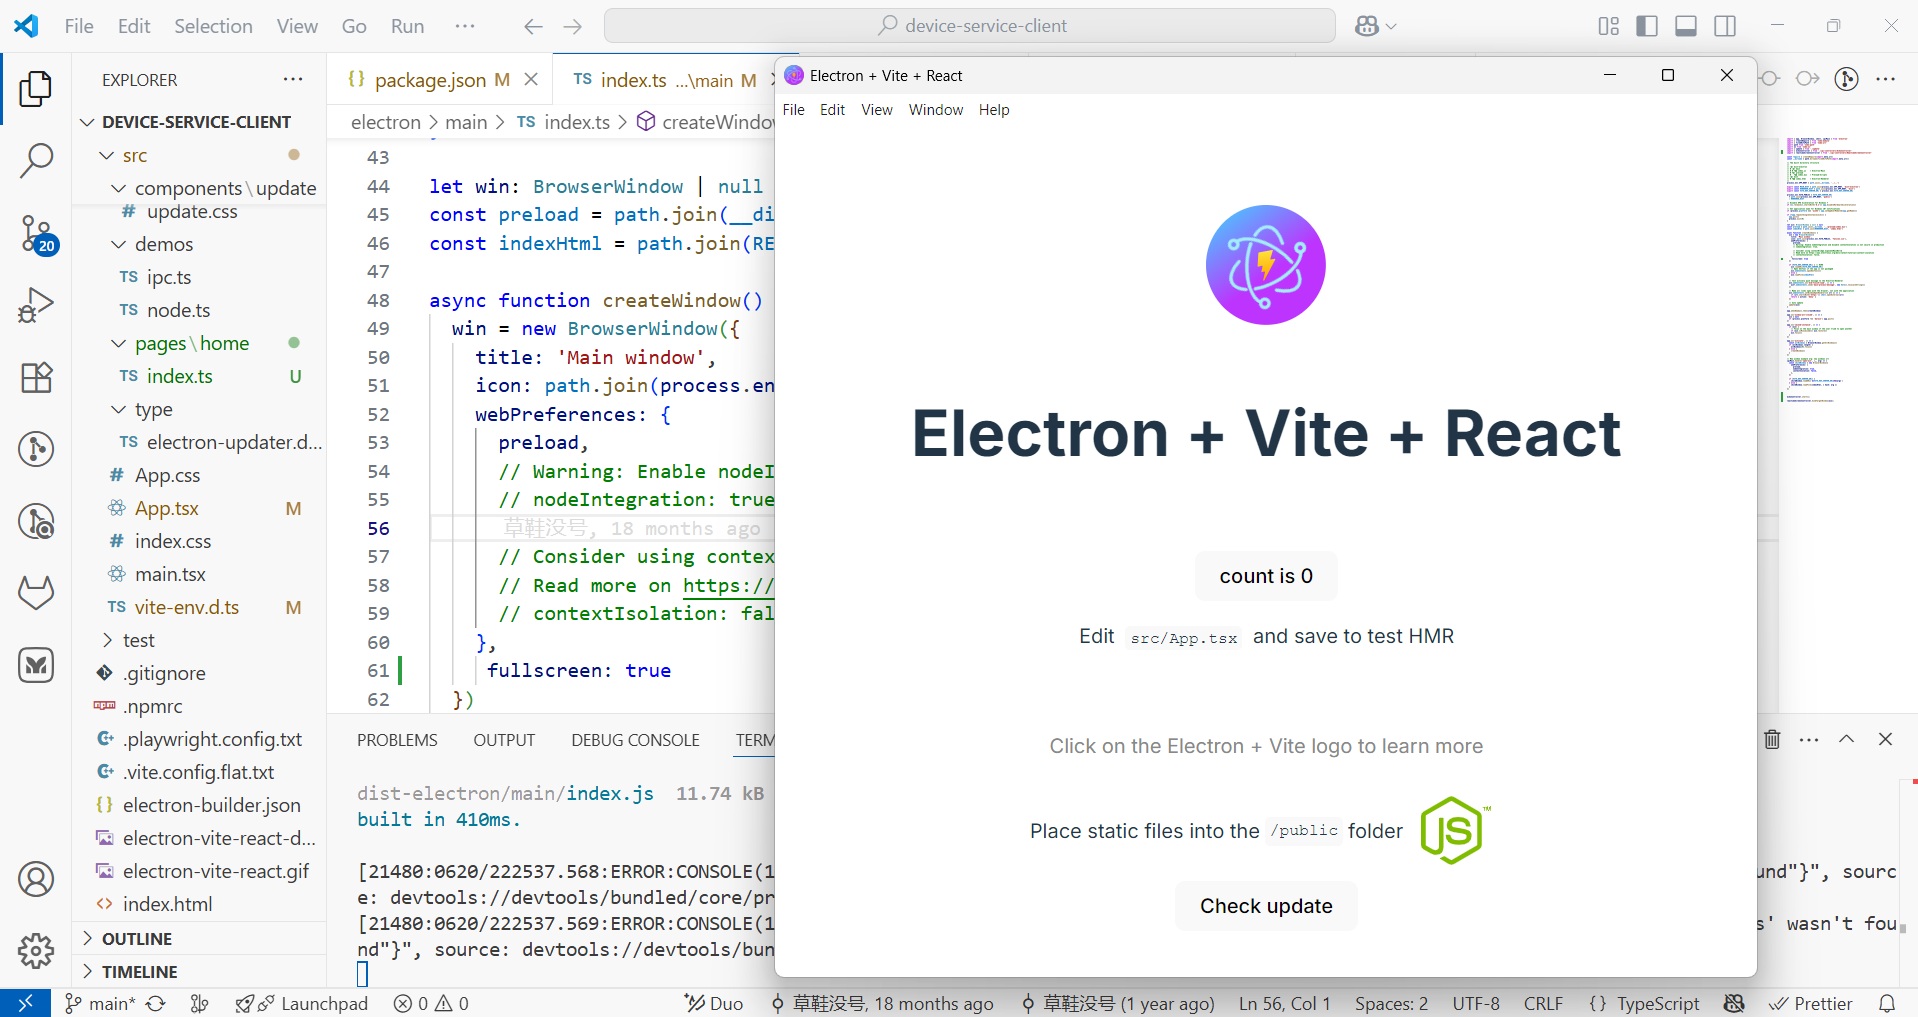 File Edit Selection View Go Run ···
device-service-client
EXPLORER
DEVICE-SERVICE-CLIENT
src
components\update
update.css
demos
TS ipc.ts
TS node.ts
pages\home
TS index.ts U
type
TS electron-updater.d...
# App.css
App.tsx M
# index.css
main.tsx
TS vite-env.d.ts M
test
.gitignore
.npmrc
.playwright.config.txt
.vite.config.flat.txt
{} electron-builder.json
electron-vite-react-d...
electron-vite-react.gif
<> index.html
OUTLINE
TIMELINE
20
{} package.json M
TS index.ts ...\main M
electron > main > TS index.ts > createWindow
43
44 let win: BrowserWindow | null
45 const preload = path.join(__di
46 const indexHtml = path.join(RE
47
48 async function createWindow()
49 win = new BrowserWindow({
50 title: 'Main window',
51 icon: path.join(process.en
52 webPreferences: {
53 preload,
54 // Warning: Enable nodeI
55 // nodeIntegration: true
56 草鞋没号, 18 months ago
57 // Consider using contex
58 // Read more on https://
59 // contextIsolation: fal
60 },
61 fullscreen: true
62 })
PROBLEMS OUTPUT DEBUG CONSOLE TERM
dist-electron/main/index.js 11.74 kB
built in 410ms.
[21480:0620/222537.568:ERROR:CONSOLE(1
und"}", sourc
e: devtools://devtools/bundled/core/pr
[21480:0620/222537.569:ERROR:CONSOLE(1
s' wasn't fou
nd"}", source: devtools://devtools/bun
Electron + Vite + React
File Edit View Window Help
Electron + Vite + React
count is 0
Edit src/App.tsx and save to test HMR
Click on the Electron + Vite logo to learn more
Place static files into the /public folder
JS™
Check update
main* Launchpad 0 0 Duo 草鞋没号, 18 months ago 草鞋没号 (1 year ago) Ln 56, Col 1 Spaces: 2 UTF-8 CRLF {} TypeScript Prettier